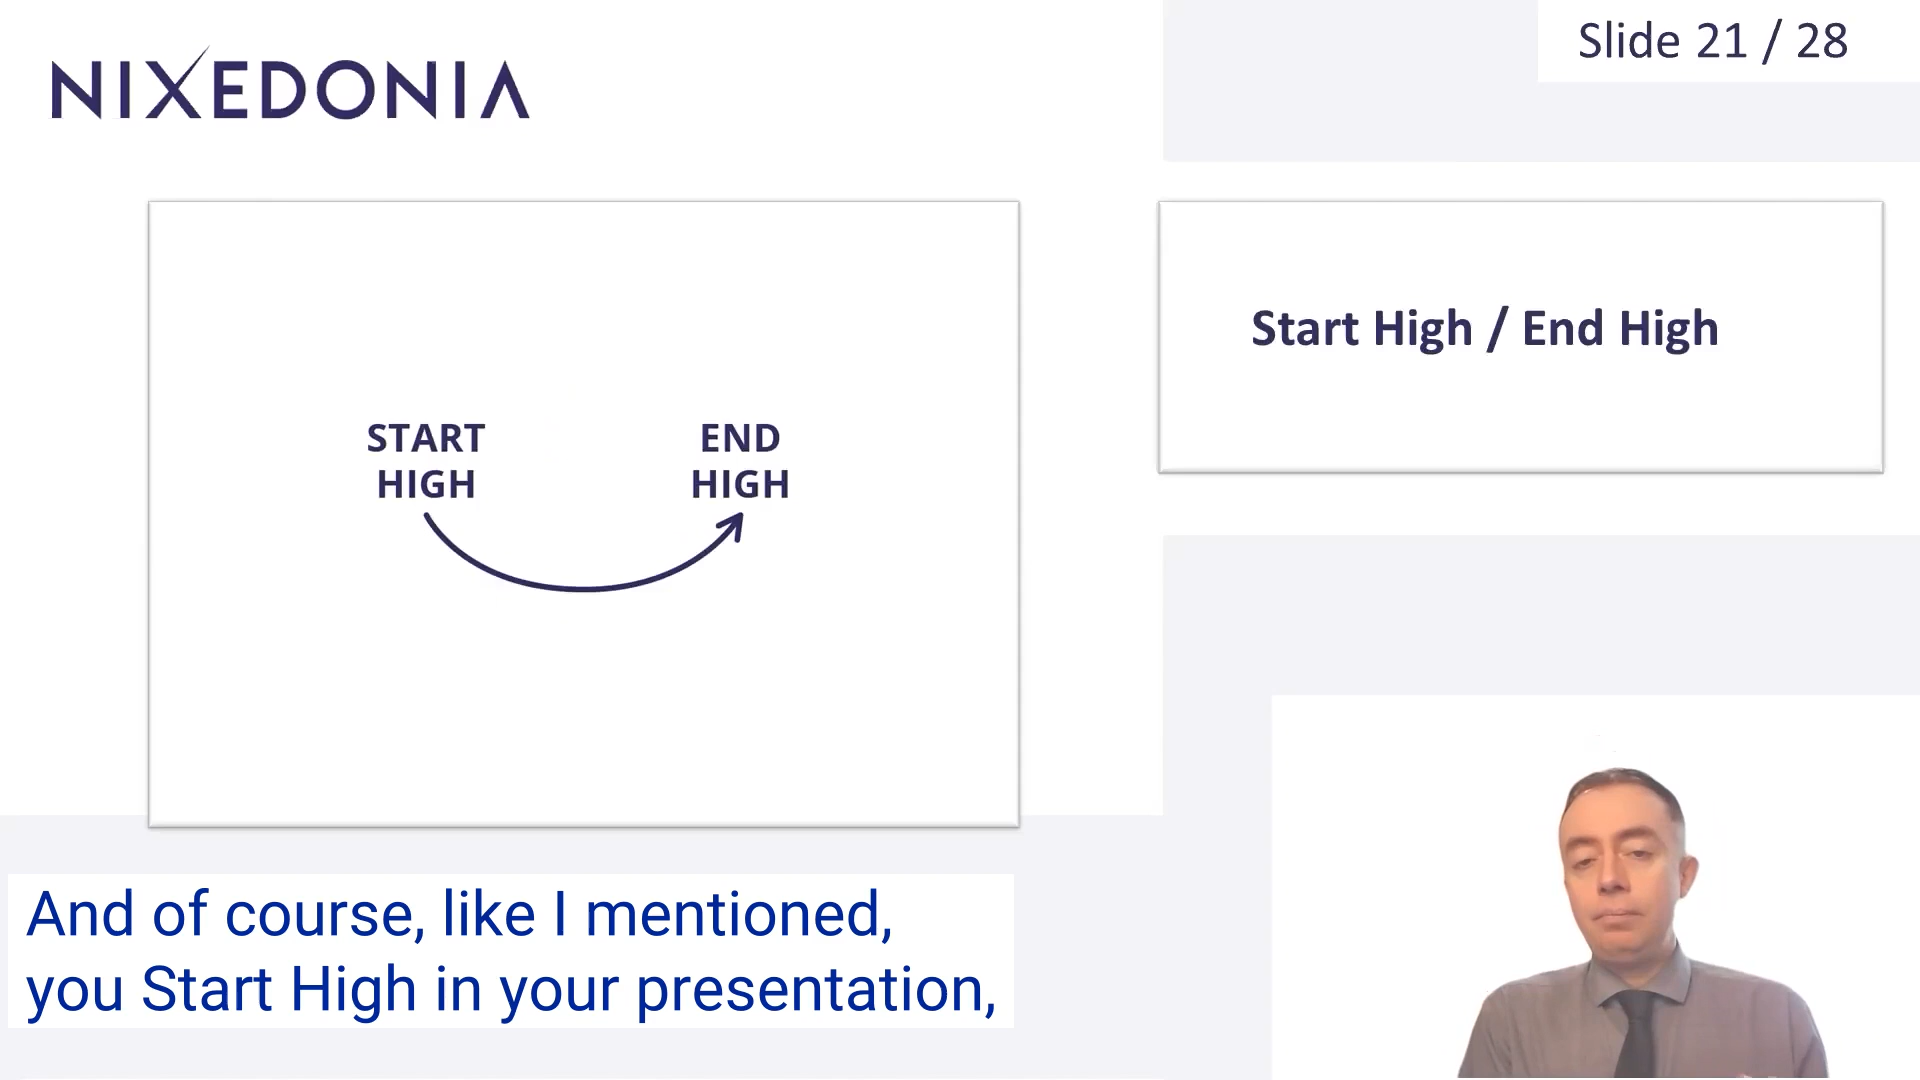 NIXEDONIA
Slide 21 / 28
START
HIGH
END
HIGH
Start High / End High
And of course, like I mentioned,
you Start High in your presentation,